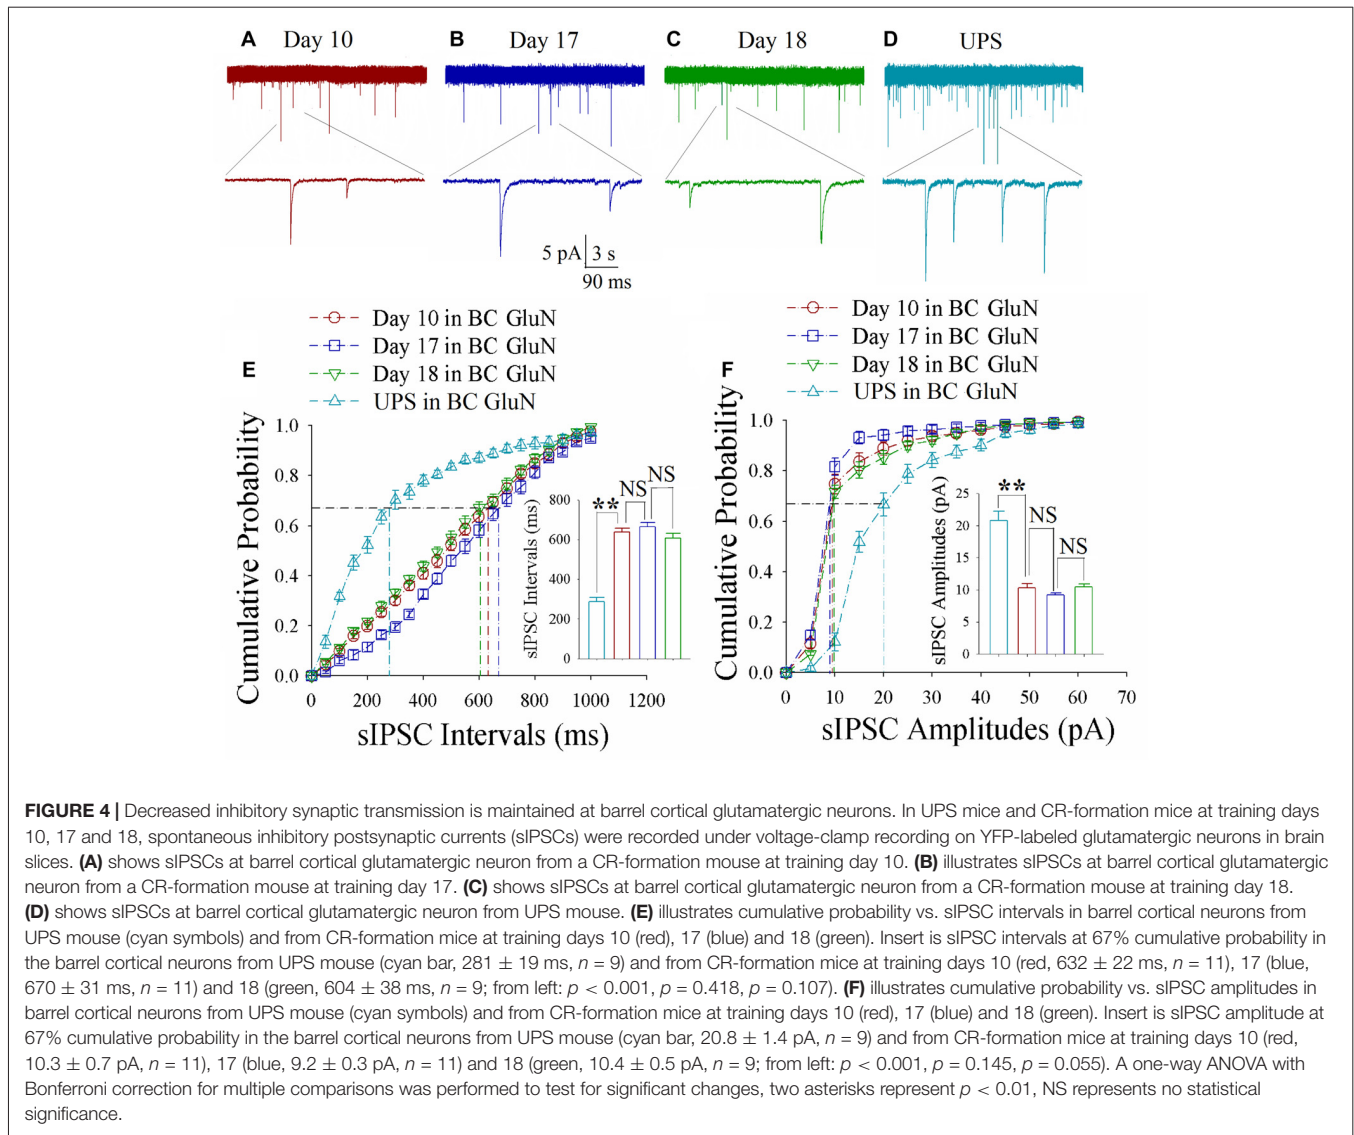 A Day 10
B Day 17
C Day 18
D UPS
5 pA 3 s
90 ms
E
Day 10 in BC GluN
Day 17 in BC GluN
Day 18 in BC GluN
UPS in BC GluN
Cumulative Probability
1.0
0.8
0.6
0.4
0.2
0.0
0 200 400 600 800 1000 1200
sIPSC Intervals (ms)
sIPSC Intervals (ms)
800
600
400
200
0
** NS NS
F
Day 10 in BC GluN
Day 17 in BC GluN
Day 18 in BC GluN
UPS in BC GluN
Cumulative Probability
1.0
0.8
0.6
0.4
0.2
0.0
0 10 20 30 40 50 60 70
sIPSC Amplitudes (pA)
sIPSC Amplitudes (pA)
25
20
15
10
5
0
** NS NS
FIGURE 4 | Decreased inhibitory synaptic transmission is maintained at barrel cortical glutamatergic neurons. In UPS mice and CR-formation mice at training days
10, 17 and 18, spontaneous inhibitory postsynaptic currents (sIPSCs) were recorded under voltage-clamp recording on YFP-labeled glutamatergic neurons in brain
slices. (A) shows sIPSCs at barrel cortical glutamatergic neuron from a CR-formation mouse at training day 10. (B) illustrates sIPSCs at barrel cortical glutamatergic
neuron from a CR-formation mouse at training day 17. (C) shows sIPSCs at barrel cortical glutamatergic neuron from a CR-formation mouse at training day 18.
(D) shows sIPSCs at barrel cortical glutamatergic neuron from UPS mouse. (E) illustrates cumulative probability vs. sIPSC intervals in barrel cortical neurons from
UPS mouse (cyan symbols) and from CR-formation mice at training days 10 (red), 17 (blue) and 18 (green). Insert is sIPSC intervals at 67% cumulative probability in
the barrel cortical neurons from UPS mouse (cyan bar, 281 ± 19 ms, n = 9) and from CR-formation mice at training days 10 (red, 632 ± 22 ms, n = 11), 17 (blue,
670 ± 31 ms, n = 11) and 18 (green, 604 ± 38 ms, n = 9; from left: p < 0.001, p = 0.418, p = 0.107). (F) illustrates cumulative probability vs. sIPSC amplitudes in
barrel cortical neurons from UPS mouse (cyan symbols) and from CR-formation mice at training days 10 (red), 17 (blue) and 18 (green). Insert is sIPSC amplitude at
67% cumulative probability in the barrel cortical neurons from UPS mouse (cyan bar, 20.8 ± 1.4 pA, n = 9) and from CR-formation mice at training days 10 (red,
10.3 ± 0.7 pA, n = 11), 17 (blue, 9.2 ± 0.3 pA, n = 11) and 18 (green, 10.4 ± 0.5 pA, n = 9; from left: p < 0.001, p = 0.145, p = 0.055). A one-way ANOVA with
Bonferroni correction for multiple comparisons was performed to test for significant changes, two asterisks represent p < 0.01, NS represents no statistical
significance.